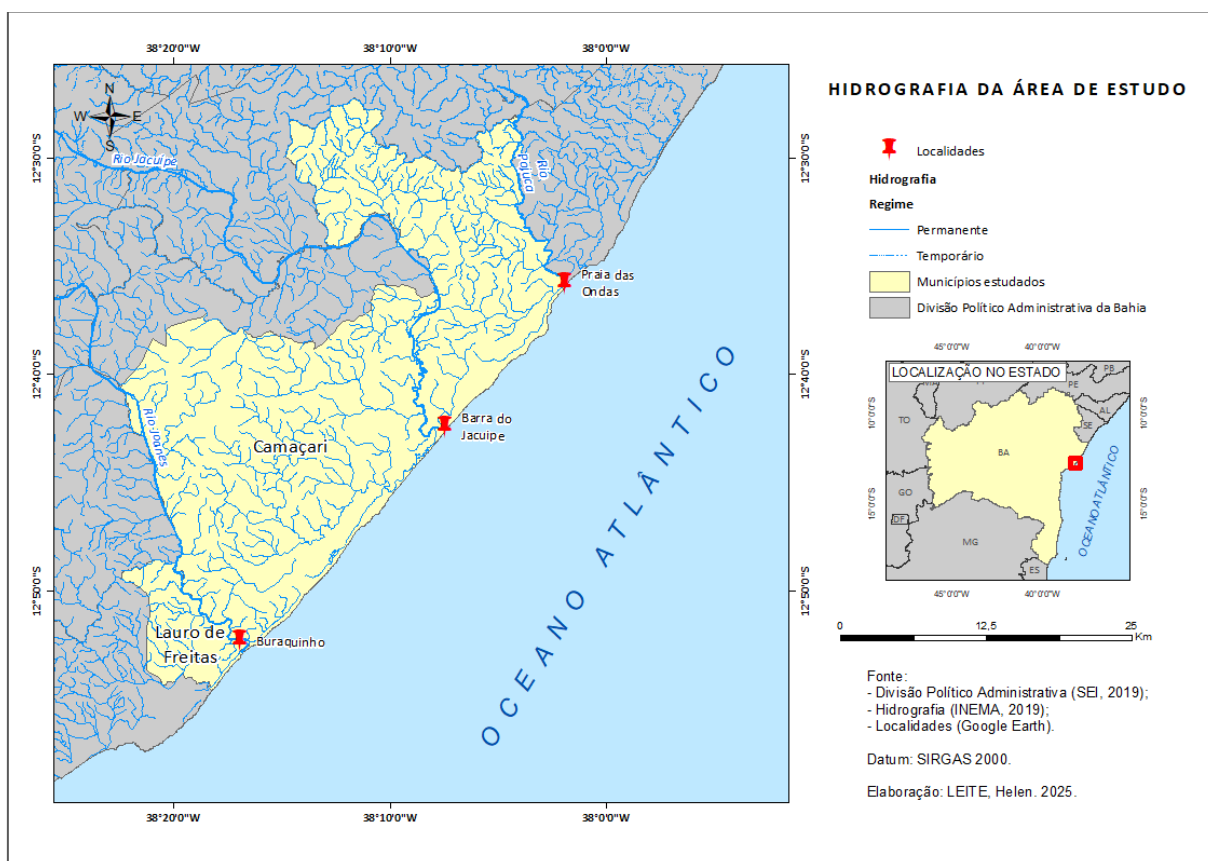 38°20'0"W
38°10'0"W
38°0'0"W
12°30'0"S
12°40'0"S
12°50'0"S
N
W
E
S
Rio Jacuípe
Rio
Pojuca
Praia das
Ondas
Barra do
Jacuipe
Rio Joanes
Camaçari
Lauro de
Freitas
Buraquinho
OCEANO ATLÂNTICO
12°30'0"S
12°40'0"S
12°50'0"S
38°20'0"W
38°10'0"W
38°0'0"W
HIDROGRAFIA DA ÁREA DE ESTUDO
Localidades
Hidrografia
Regime
Permanente
Temporário
Municípios estudados
Divisão Político Administrativa da Bahia
45°0'0"W
40°0'0"W
LOCALIZAÇÃO NO ESTADO
PE
PB
AL
SE
TO
BA
GO
DF
MG
ES
OCEANO ATLÂNTICO
10°0'0"S
15°0'0"S
10°0'0"S
15°0'0"S
45°0'0"W
40°0'0"W
0
12,5
25
Km
Fonte:
- Divisão Político Administrativa (SEI, 2019);
- Hidrografia (INEMA, 2019);
- Localidades (Google Earth).
Datum: SIRGAS 2000.
Elaboração: LEITE, Helen. 2025.